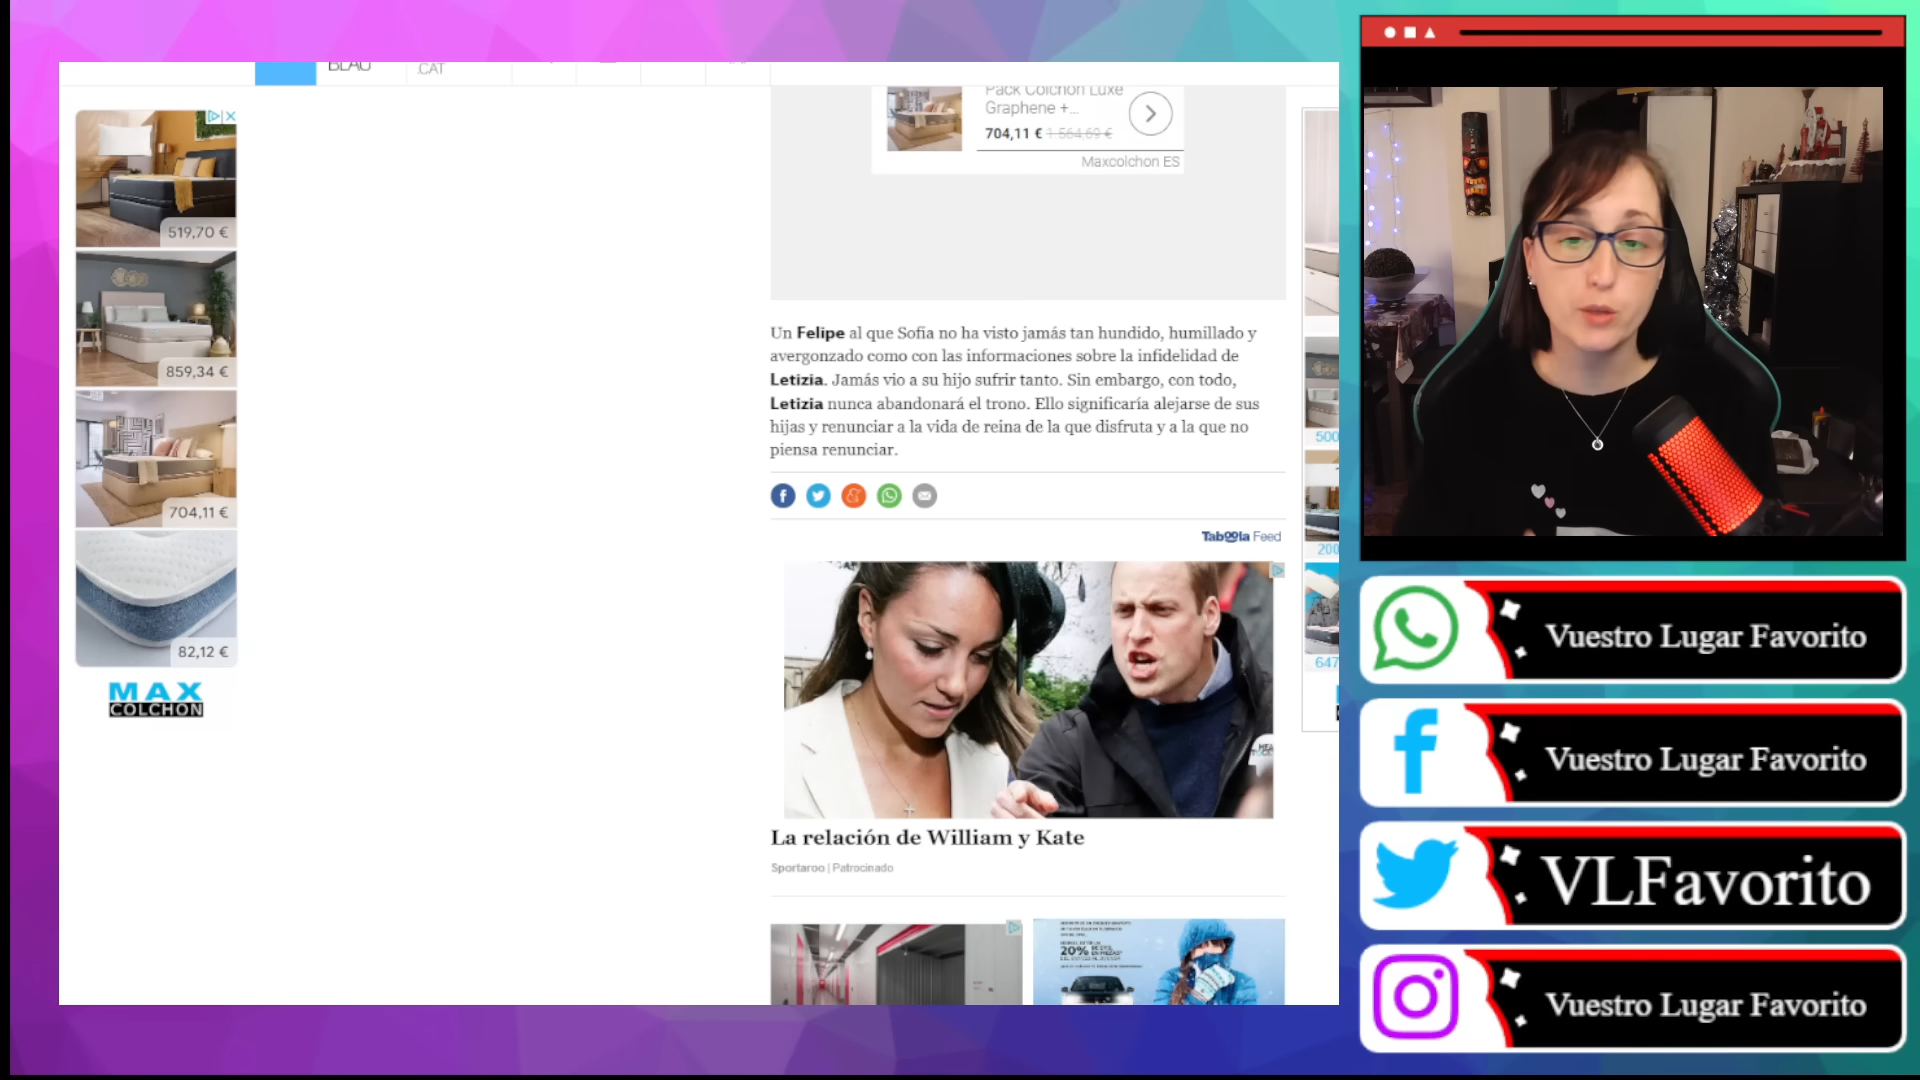 BLAU
.CAT
519,70 €
859,34 €
704,11 €
82,12 €
MAX
COLCHON
Pack Colchón Luxe
Graphene +...
704,11 € 1.564,69 €
Maxcolchon ES
Un Felipe al que Sofía no ha visto jamás tan hundido, humillado y
avergonzado como con las informaciones sobre la infidelidad de
Letizia. Jamás vio a su hijo sufrir tanto. Sin embargo, con todo,
Letizia nunca abandonará el trono. Ello significaría alejarse de sus
hijas y renunciar a la vida de reina de la que disfruta y a la que no
piensa renunciar.
Taboola Feed
La relación de William y Kate
Sportaroo | Patrocinado
20%
500
200
647
Vuestro Lugar Favorito
Vuestro Lugar Favorito
VLFavorito
Vuestro Lugar Favorito